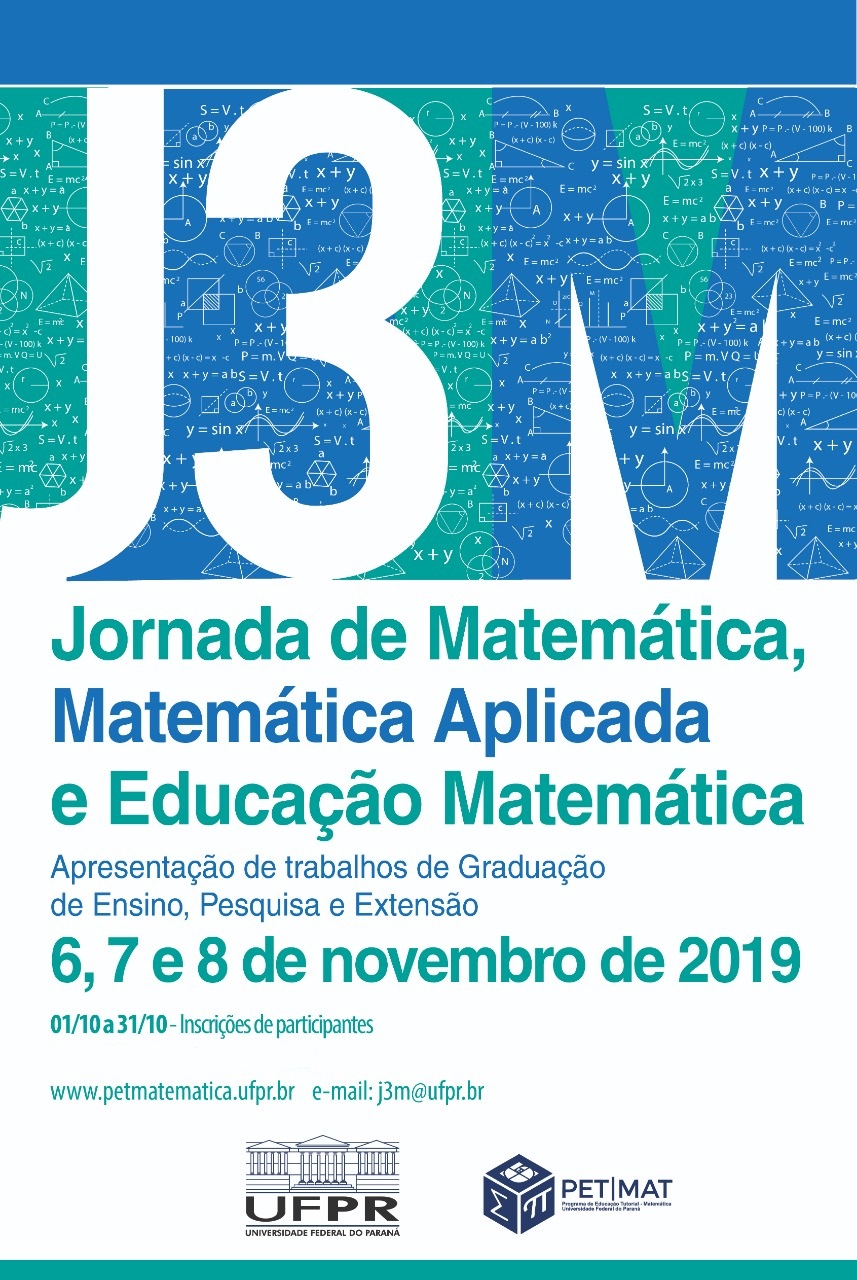 J3M
Jornada de Matemática,
Matemática Aplicada
e Educação Matemática
Apresentação de trabalhos de Graduação
de Ensino, Pesquisa e Extensão
6, 7 e 8 de novembro de 2019
01/10 a 31/10 - Inscrições de participantes
www.petmatematica.ufpr.br e-mail: j3m@ufpr.br
UFPR
UNIVERSIDADE FEDERAL DO PARANÁ
PET|MAT
Programa de Educação Tutorial - Matemática
Universidade Federal do Paraná